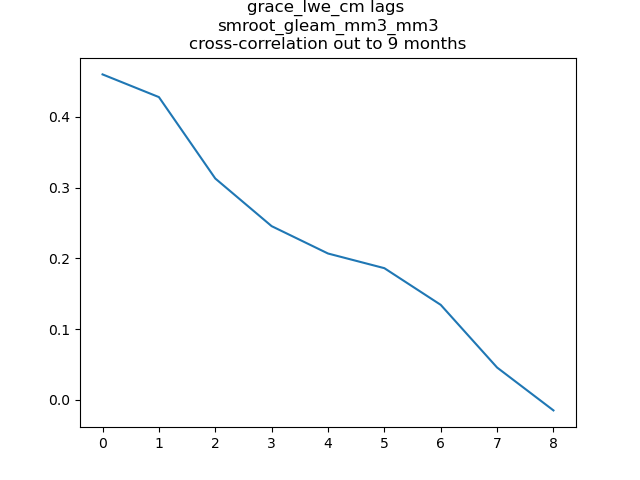 grace_lwe_cm lags
smroot_gleam_mm3_mm3
cross-correlation out to 9 months
0.4
0.3
0.2
0.1
0.0
0 1 2 3 4 5 6 7 8